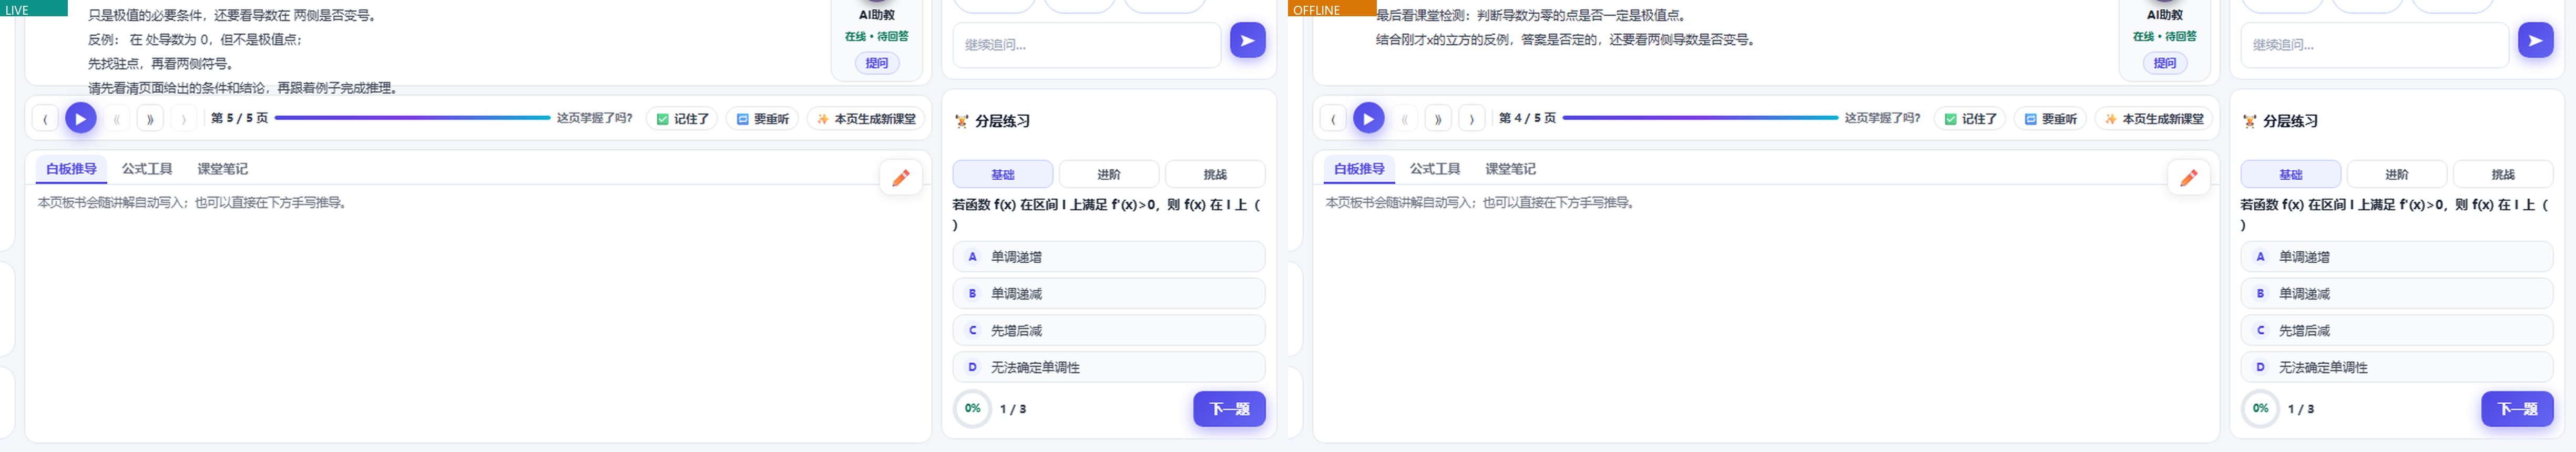 LIVE
只是极值的必要条件，还要看导数在 两侧是否变号。
反例： 在 处导数为 0，但不是极值点；
先找驻点，再看两侧符号。
请先看清页面给出的条件和结论，再跟着例子完成推理。
AI助教
在线 • 待回答
提问
第 5 / 5 页
这页掌握了吗？
记住了
要重听
本页生成新课堂
白板推导
公式工具
课堂笔记
本页板书会随讲解自动写入；也可以直接在下方手写推导。
继续追问...
分层练习
基础
进阶
挑战
若函数 f(x) 在区间 I 上满足 f'(x)>0，则 f(x) 在 I 上（
）
A 单调递增
B 单调递减
C 先增后减
D 无法确定单调性
0%
1 / 3
下一题
OFFLINE
最后看课堂检测：判断导数为零的点是否一定是极值点。
结合刚才x的立方的反例，答案是否定的，还要看两侧导数是否变号。
AI助教
在线 • 待回答
提问
第 4 / 5 页
这页掌握了吗？
记住了
要重听
本页生成新课堂
白板推导
公式工具
课堂笔记
本页板书会随讲解自动写入；也可以直接在下方手写推导。
继续追问...
分层练习
基础
进阶
挑战
若函数 f(x) 在区间 I 上满足 f'(x)>0，则 f(x) 在 I 上（
）
A 单调递增
B 单调递减
C 先增后减
D 无法确定单调性
0%
1 / 3
下一题